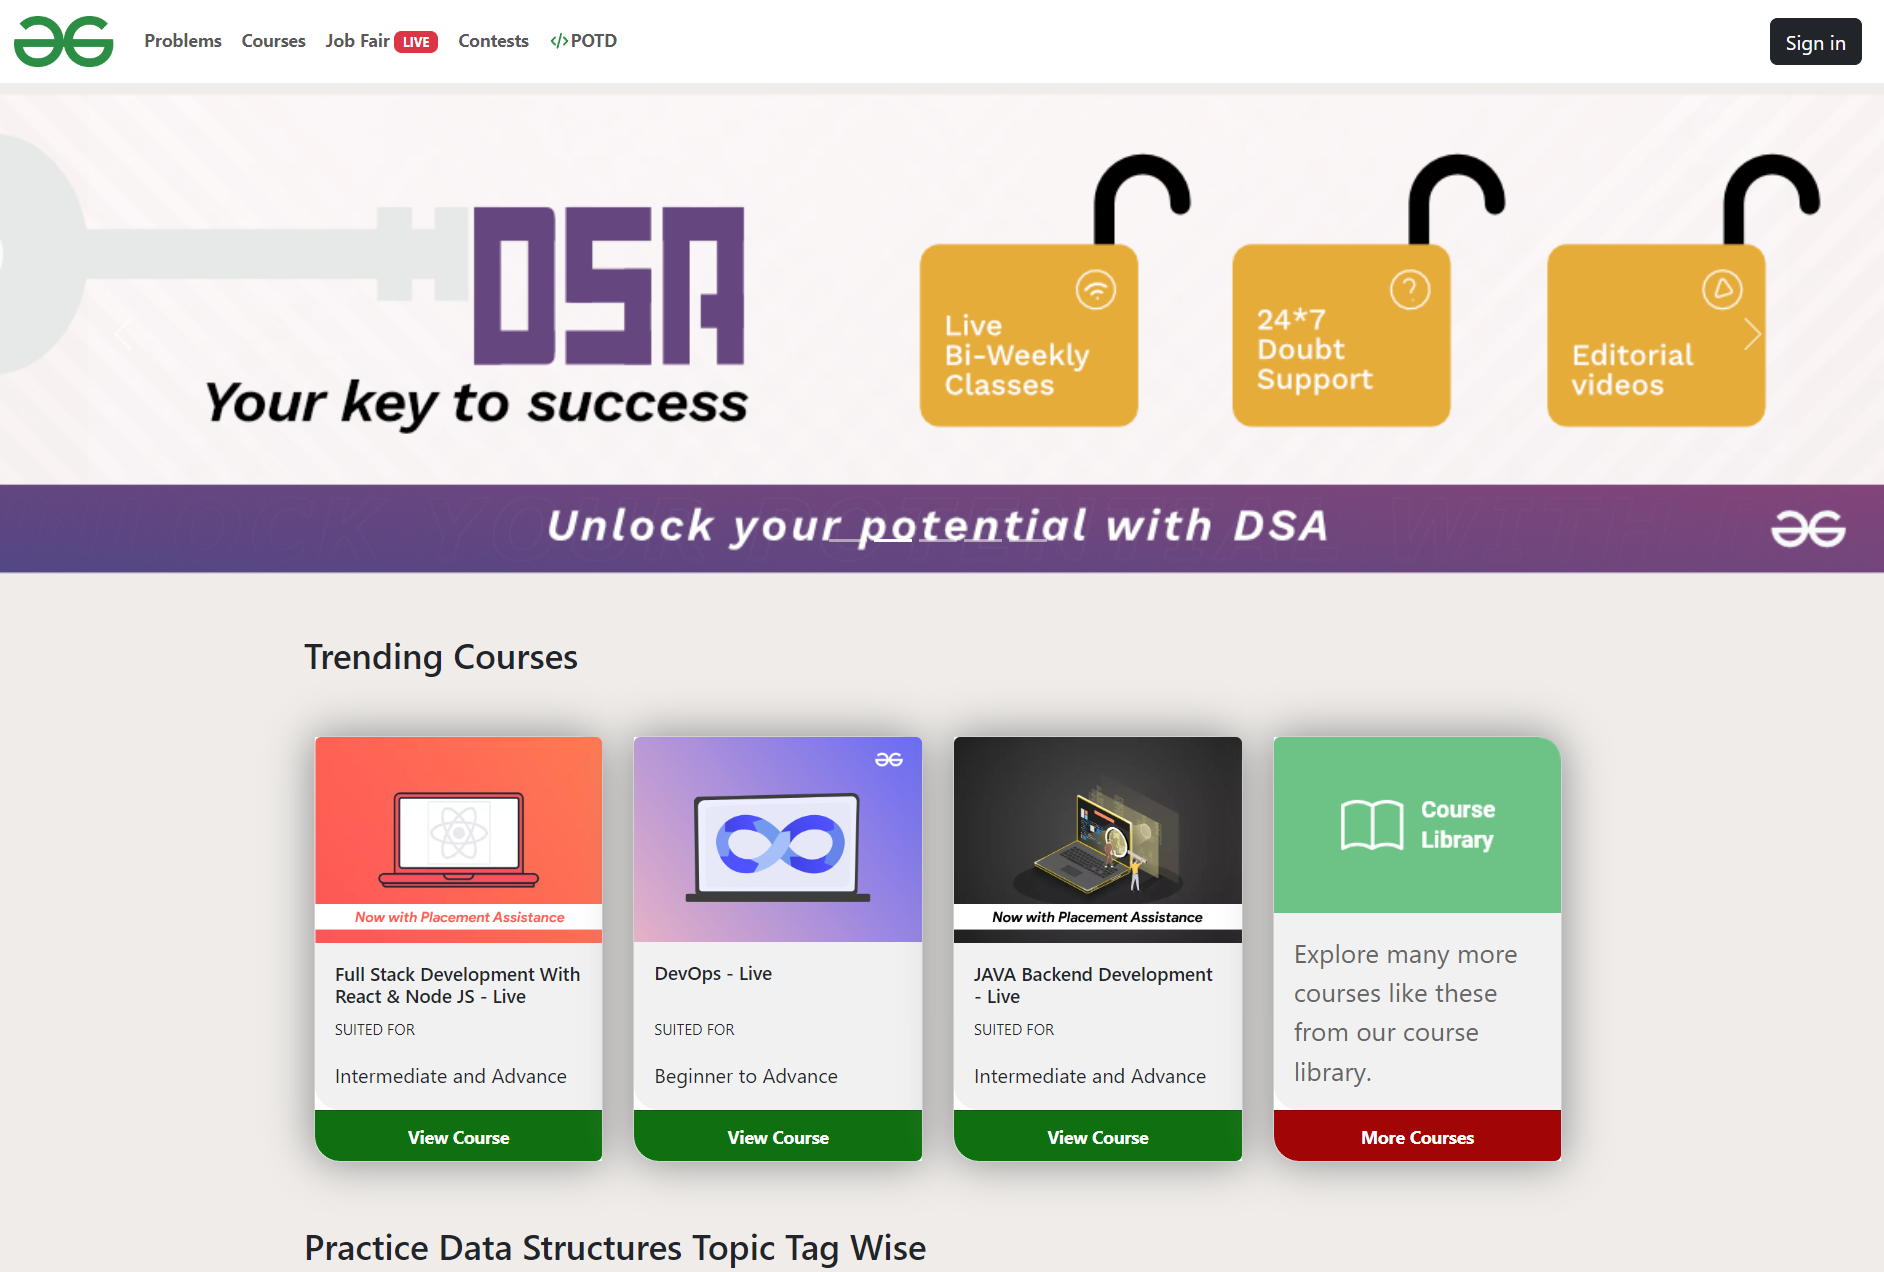 Problems Courses Job Fair LIVE Contests </>POTD Sign in
DSA
Your key to success
Live
Bi-Weekly
Classes
24*7
Doubt
Support
Editorial
videos
Unlock your potential with DSA
Trending Courses
Now with Placement Assistance
Full Stack Development With
React & Node JS - Live
SUITED FOR
Intermediate and Advance
View Course
DevOps - Live
SUITED FOR
Beginner to Advance
View Course
Now with Placement Assistance
JAVA Backend Development
- Live
SUITED FOR
Intermediate and Advance
View Course
Course
Library
Explore many more
courses like these
from our course
library.
More Courses
Practice Data Structures Topic Tag Wise